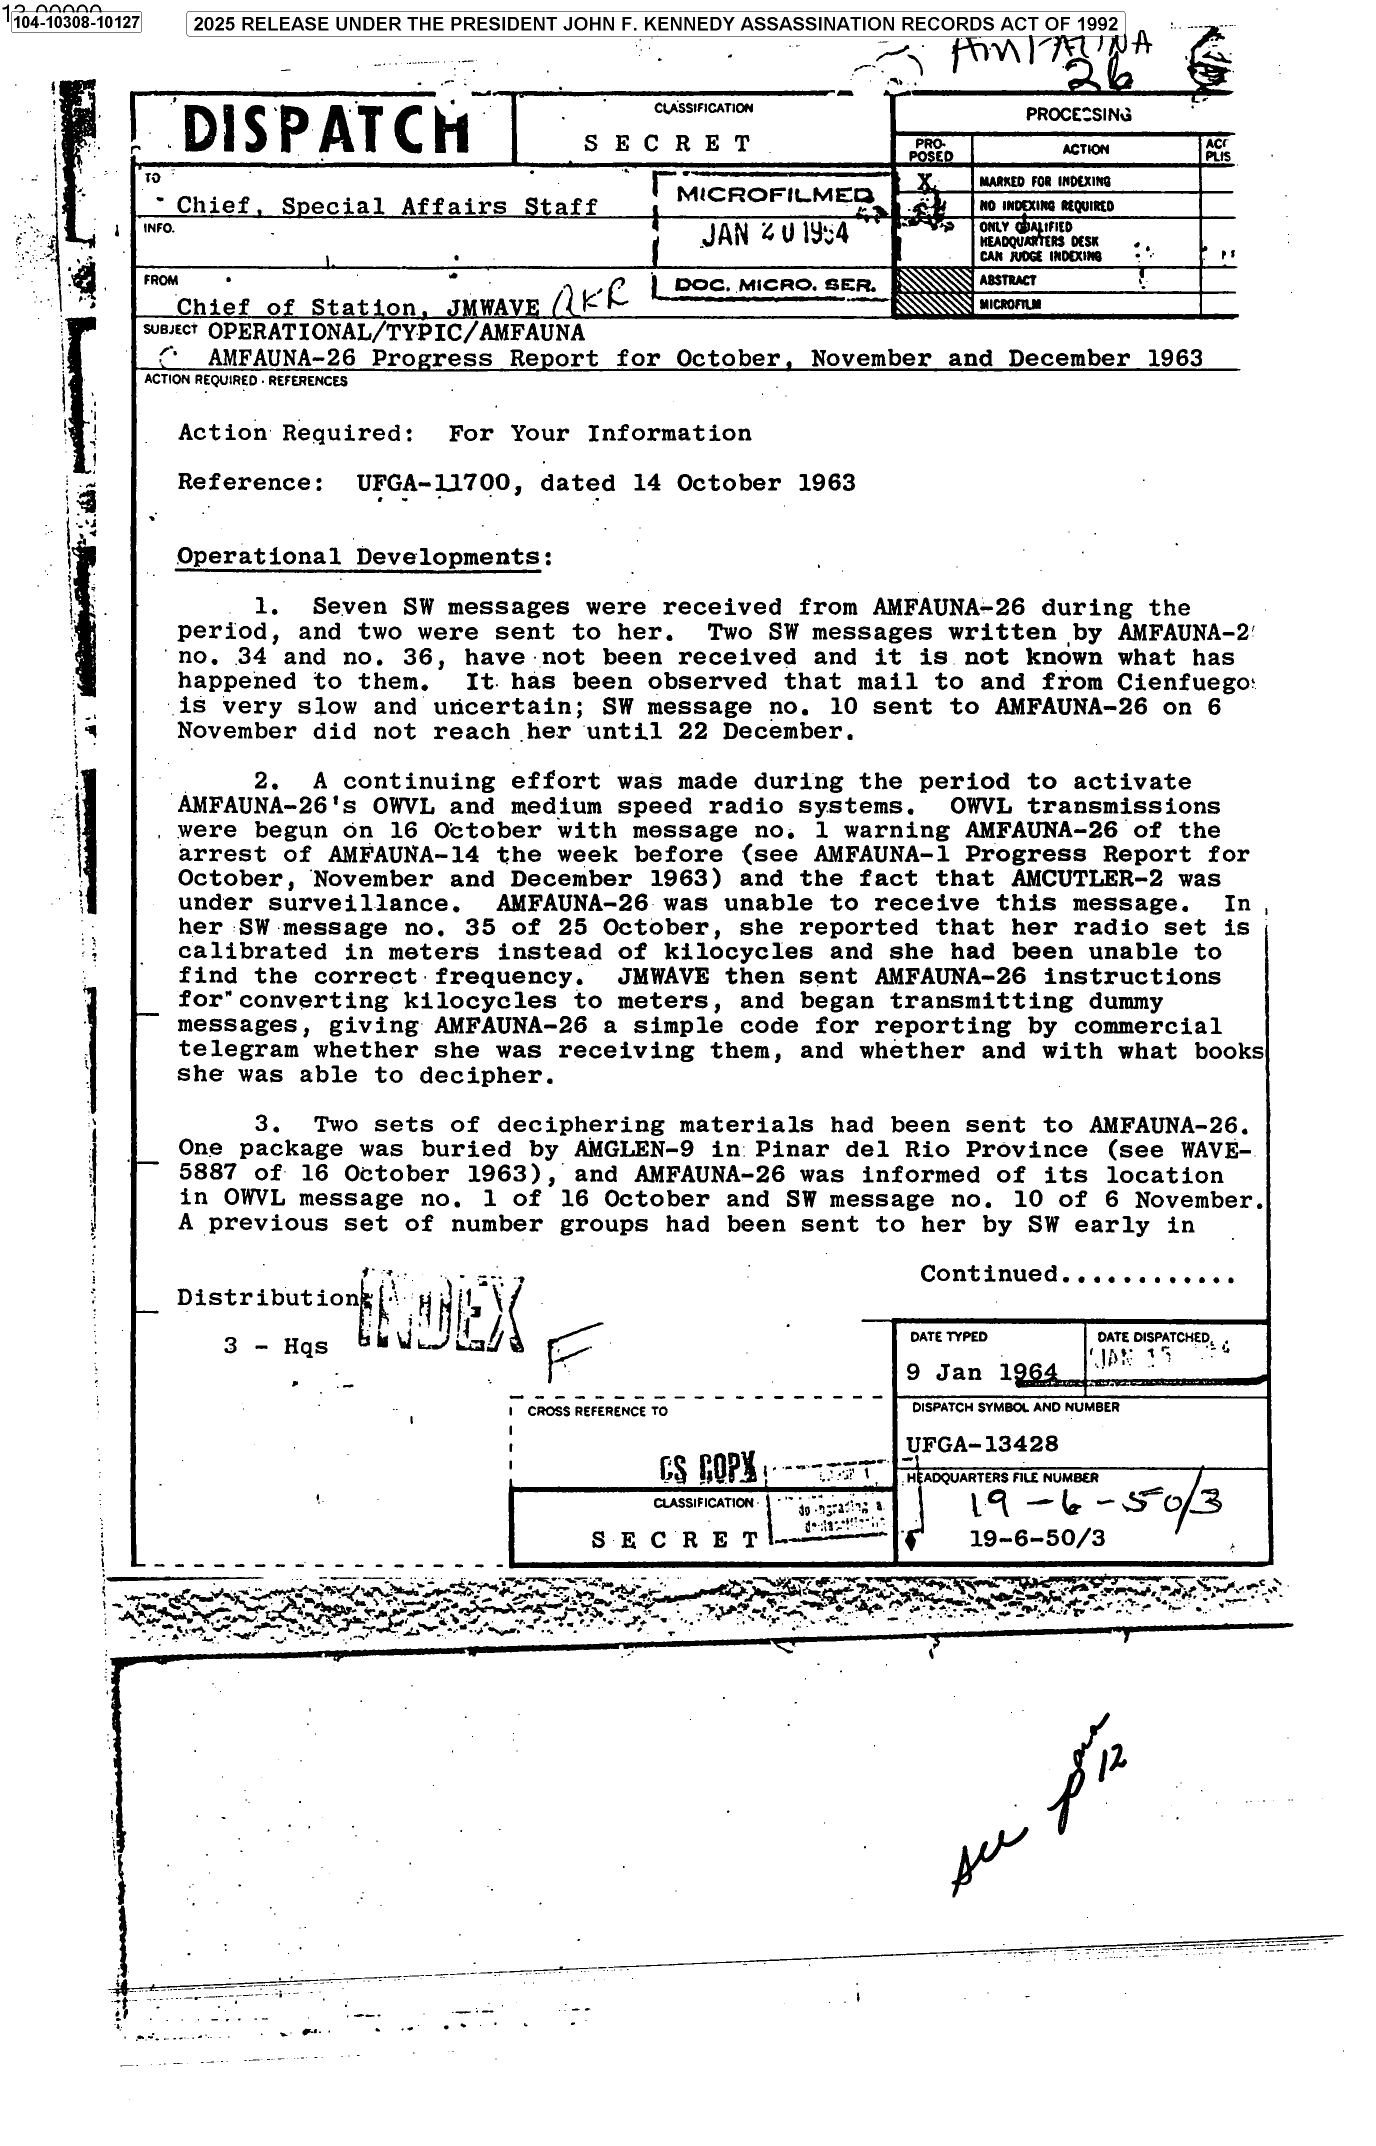 104-10308-10127
2025 RELEASE UNDER THE PRESIDENT JOHN F. KENNEDY ASSASSINATION RECORDS ACT OF 1992
AMFAUNA
26
DISPATCH
CLASSIFICATION
S E C R E T
PROCESSING
PRO-
POSED
ACTION
PLIS
TO
Chief, Special Affairs Staff
MICROFILMED
JAN 20 1964
DOC. MICRO. SER.
X
MARKED FOR INDEXING
NO INDEXING REQUIRED
INFO.
ONLY QUALIFIED
HEADQUARTERS DESK
CAN JUDGE INDEXING
FROM
Chief of Station, JMWAVE
ABSTRACT
MICROFILM
SUBJECT OPERATIONAL/TYPIC/AMFAUNA
AMFAUNA-26 Progress Report for October, November and December 1963
ACTION REQUIRED - REFERENCES
Action Required: For Your Information
Reference: UFGA-11700, dated 14 October 1963
Operational Developments:
1. Seven SW messages were received from AMFAUNA-26 during the
period, and two were sent to her. Two SW messages written by AMFAUNA-2
no. 34 and no. 36, have not been received and it is not known what has
happened to them. It has been observed that mail to and from Cienfuegos
is very slow and uncertain; SW message no. 10 sent to AMFAUNA-26 on 6
November did not reach her until 22 December.
2. A continuing effort was made during the period to activate
AMFAUNA-26's OWVL and medium speed radio systems. OWVL transmissions
were begun on 16 October with message no. 1 warning AMFAUNA-26 of the
arrest of AMFAUNA-14 the week before (see AMFAUNA-1 Progress Report for
October, November and December 1963) and the fact that AMCUTLER-2 was
under surveillance. AMFAUNA-26 was unable to receive this message. In
her SW message no. 35 of 25 October, she reported that her radio set is
calibrated in meters instead of kilocycles and she had been unable to
find the correct frequency. JMWAVE then sent AMFAUNA-26 instructions
for converting kilocycles to meters, and began transmitting dummy
messages, giving AMFAUNA-26 a simple code for reporting by commercial
telegram whether she was receiving them, and whether and with what books
she was able to decipher.
3. Two sets of deciphering materials had been sent to AMFAUNA-26.
One package was buried by AMGLEN-9 in Pinar del Rio Province (see WAVE-
5887 of 16 October 1963), and AMFAUNA-26 was informed of its location
in OWVL message no. 1 of 16 October and SW message no. 10 of 6 November.
A previous set of number groups had been sent to her by SW early in
Continued............
Distribution
INDEX
3 - Hqs
F
DATE TYPED
9 Jan 1964
DATE DISPATCHED
JAN 15
CROSS REFERENCE TO
DISPATCH SYMBOL AND NUMBER
UFGA-13428
CS COPY
HEADQUARTERS FILE NUMBER
19-6-50/3
CLASSIFICATION
S E C R E T
19-6-50/3
see para
12